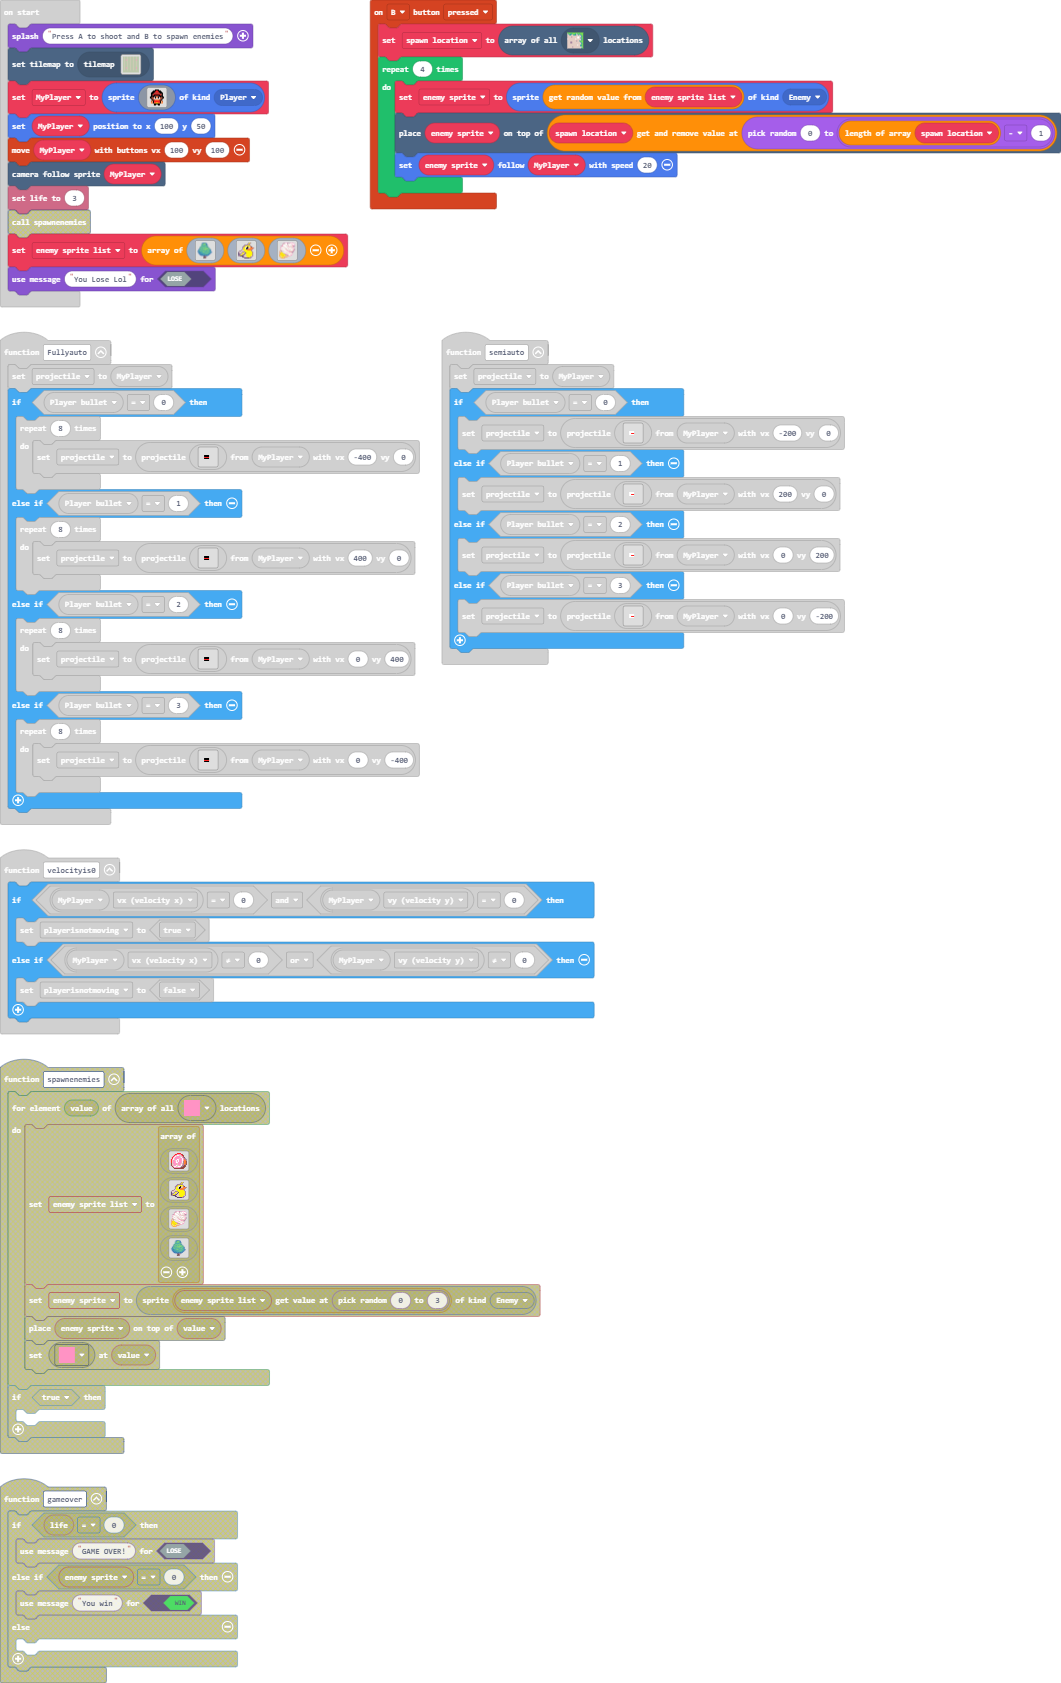 on start
splash "Press A to shoot and B to spawn enemies"
set tilemap to tilemap
set MyPlayer to sprite of kind Player
set MyPlayer position to x 100 y 50
move MyPlayer with buttons vx 100 vy 100
camera follow sprite MyPlayer
set life to 3
call spawnenemies
set enemy sprite list to array of
use message "You Lose Lol" for LOSE
on B button pressed
set spawn location to array of all locations
repeat 4 times
do
set enemy sprite to sprite get random value from enemy sprite list of kind Enemy
place enemy sprite on top of spawn location get and remove value at pick random 0 to length of array spawn location - 1
set enemy sprite follow MyPlayer with speed 20
function Fullyauto
set projectile to MyPlayer
if Player bullet = 0 then
repeat 8 times
do
set projectile to projectile from MyPlayer with vx -400 vy 0
else if Player bullet = 1 then
repeat 8 times
do
set projectile to projectile from MyPlayer with vx 400 vy 0
else if Player bullet = 2 then
repeat 8 times
do
set projectile to projectile from MyPlayer with vx 0 vy 400
else if Player bullet = 3 then
repeat 8 times
do
set projectile to projectile from MyPlayer with vx 0 vy -400
function semiauto
set projectile to MyPlayer
if Player bullet = 0 then
set projectile to projectile from MyPlayer with vx -200 vy 0
else if Player bullet = 1 then
set projectile to projectile from MyPlayer with vx 200 vy 0
else if Player bullet = 2 then
set projectile to projectile from MyPlayer with vx 0 vy 200
else if Player bullet = 3 then
set projectile to projectile from MyPlayer with vx 0 vy -200
function velocityis0
if MyPlayer vx (velocity x) = 0 and MyPlayer vy (velocity y) = 0 then
set playerisnotmoving to true
else if MyPlayer vx (velocity x) ≠ 0 or MyPlayer vy (velocity y) ≠ 0 then
set playerisnotmoving to false
function spawnenemies
for element value of array of all locations
do
array of
set enemy sprite list to
set enemy sprite to sprite enemy sprite list get value at pick random 0 to 3 of kind Enemy
place enemy sprite on top of value
set at value
if true then
function gameover
if life = 0 then
use message "GAME OVER!" for LOSE
else if enemy sprite = 0 then
use message "You win" for WIN
else